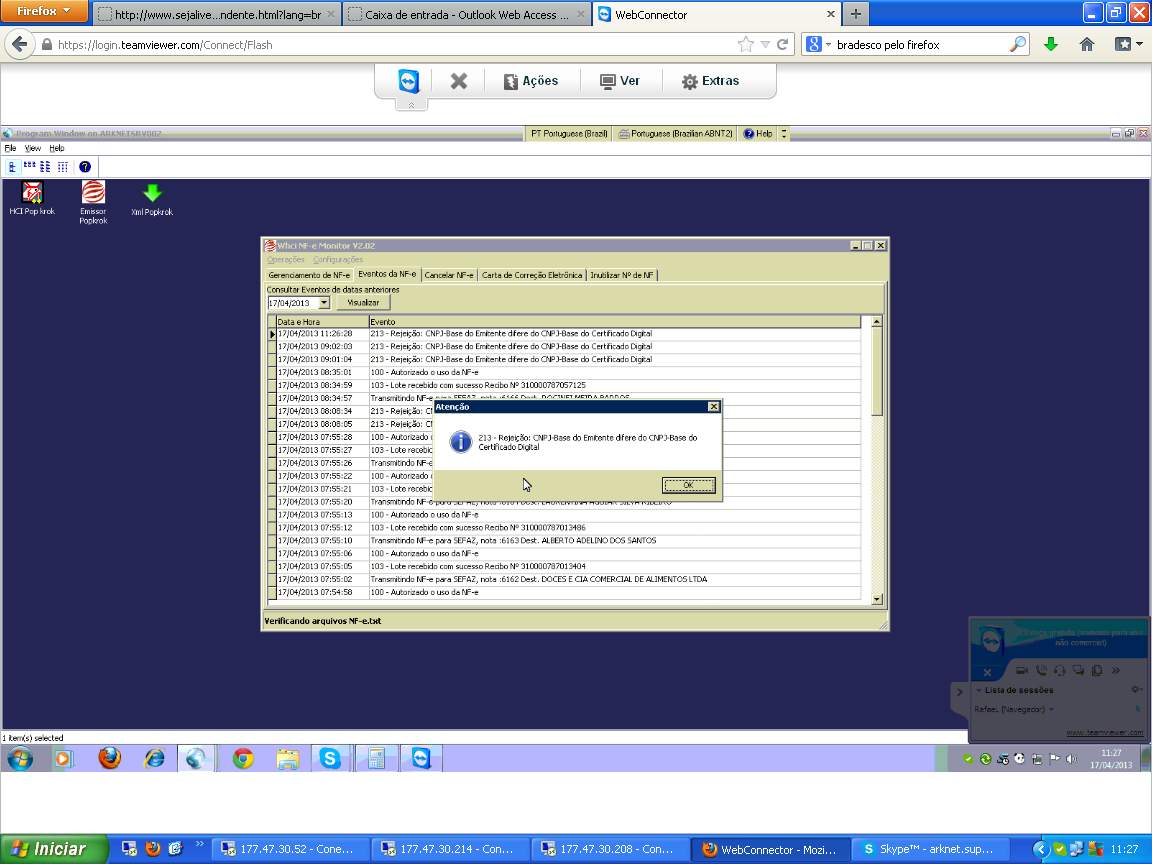 Firefox
http://www.sejalive...ndente.html?lang=br
Caixa de entrada - Outlook Web Access ...
WebConnector
https://login.teamviewer.com/Connect/Flash
bradesco pelo firefox
Ações
Ver
Extras
Program Window on ARKNETSRV002
PT Portuguese (Brazil)
Portuguese (Brazilian ABNT2)
Help
File View Help
HCI Popkrok
Emissor Popkrok
Xml Popkrok
Whci NF-e Monitor V2.02
Operações Configurações
Gerenciamento de NF-e
Eventos da NF-e
Cancelar NF-e
Carta de Correção Eletrônica
Inutilizar Nº de NF
Consultar Eventos de datas anteriores
17/04/2013
Visualizar
Data e Hora Evento
17/04/2013 11:26:28 213 - Rejeição: CNPJ-Base do Emitente difere do CNPJ-Base do Certificado Digital
17/04/2013 09:02:03 213 - Rejeição: CNPJ-Base do Emitente difere do CNPJ-Base do Certificado Digital
17/04/2013 09:01:04 213 - Rejeição: CNPJ-Base do Emitente difere do CNPJ-Base do Certificado Digital
17/04/2013 08:35:01 100 - Autorizado o uso da NF-e
17/04/2013 08:34:59 103 - Lote recebido com sucesso Recibo Nº 310000787057125
17/04/2013 08:34:57 Transmitindo NF-e para SEFAZ, nota :6166 Dest.
17/04/2013 08:08:34 213 - Rejeição: CN
17/04/2013 08:08:05 213 - Rejeição: CN
17/04/2013 07:55:28 100 - Autorizado o
17/04/2013 07:55:27 103 - Lote recebid
17/04/2013 07:55:26 Transmitindo NF-e
17/04/2013 07:55:22 100 - Autorizado o
17/04/2013 07:55:21 103 - Lote recebid
17/04/2013 07:55:20 Transmitindo NF-e para SEFAZ, nota
17/04/2013 07:55:13 100 - Autorizado o uso da NF-e
17/04/2013 07:55:12 103 - Lote recebido com sucesso Recibo Nº 310000787013486
17/04/2013 07:55:10 Transmitindo NF-e para SEFAZ, nota :6163 Dest. ALBERTO ADELINO DOS SANTOS
17/04/2013 07:55:06 100 - Autorizado o uso da NF-e
17/04/2013 07:55:05 103 - Lote recebido com sucesso Recibo Nº 310000787013404
17/04/2013 07:55:02 Transmitindo NF-e para SEFAZ, nota :6162 Dest. DOCES E CIA COMERCIAL DE ALIMENTOS LTDA
17/04/2013 07:54:58 100 - Autorizado o uso da NF-e
Atenção
213 - Rejeição: CNPJ-Base do Emitente difere do CNPJ-Base do
Certificado Digital
OK
Verificando arquivos NF-e.txt
Licença gratuita (somente para uso
não comercial)
Lista de sessões
Rafael (Navegador)
www.teamviewer.com
1 item(s) selected
11:27
17/04/2013
Iniciar
177.47.30.52 - Cone...
177.47.30.214 - Con...
177.47.30.208 - Con...
WebConnector - Mozi...
Skype™ - arknet.sup...
11:27